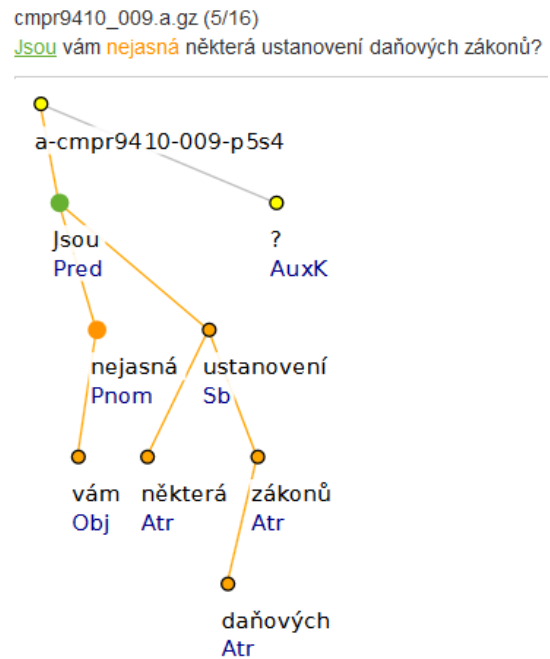 cmpr9410_009.a.gz (5/16)
Jsou vám nejasná některá ustanovení daňových zákonů?
a-cmpr9410-009-p5s4
Jsou ?
Pred AuxK
nejasná ustanovení
Pnom Sb
vám některá zákonů
Obj Atr Atr
daňových
Atr